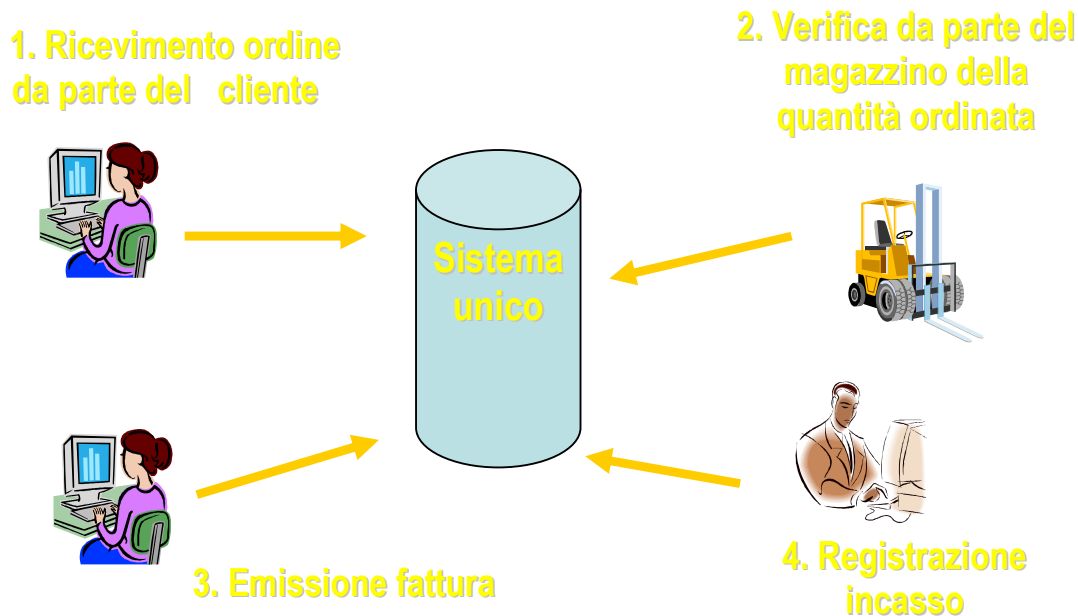 1. Ricevimento ordine
da parte del cliente
2. Verifica da parte del
magazzino della
quantità ordinata
Sistema
unico
3. Emissione fattura
4. Registrazione
incasso